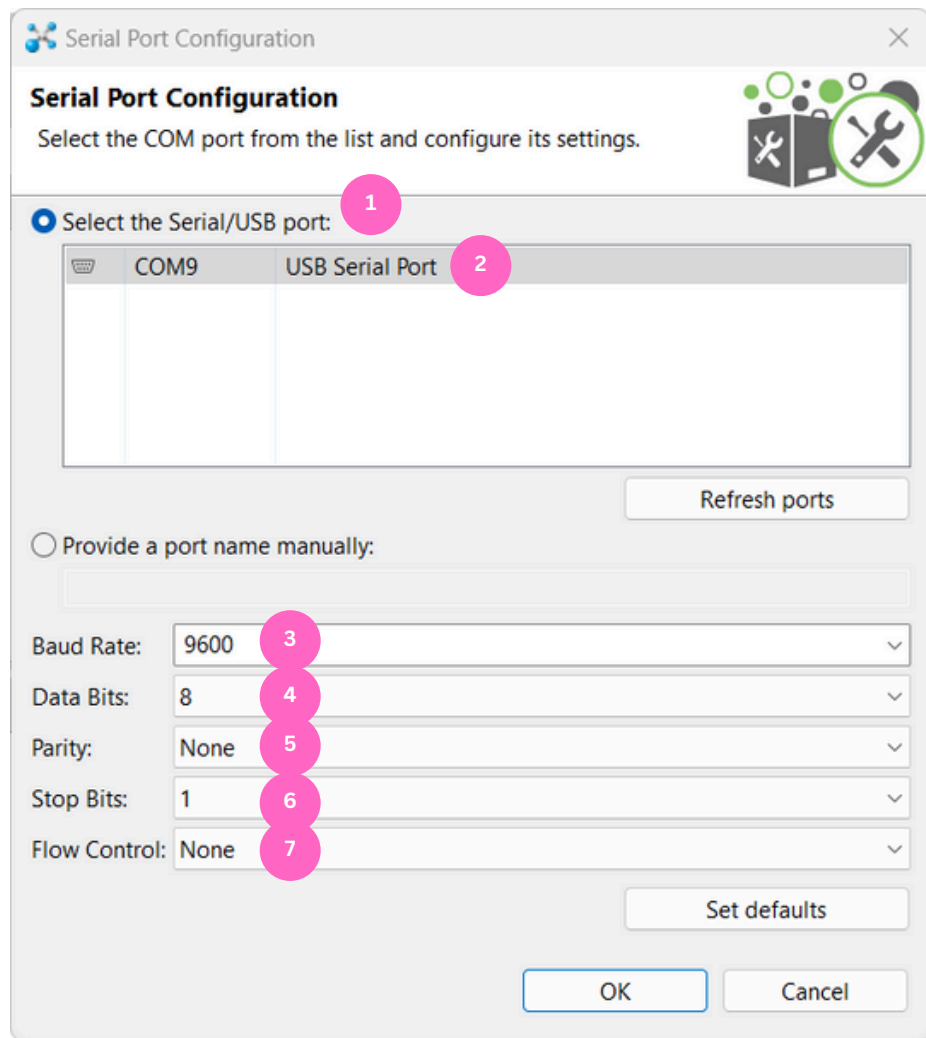 Serial Port Configuration
Serial Port Configuration
Select the COM port from the list and configure its settings.
1
Select the Serial/USB port:
COM9 USB Serial Port 2
Refresh ports
Provide a port name manually:
Baud Rate: 9600 3
Data Bits: 8 4
Parity: None 5
Stop Bits: 1 6
Flow Control: None 7
Set defaults
OK Cancel